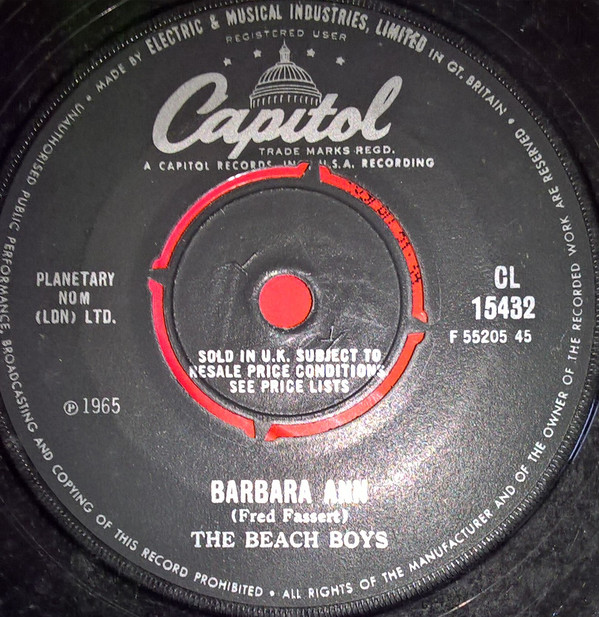 MADE BY ELECTRIC & MUSICAL INDUSTRIES, LIMITED IN GT. BRITAIN • ALL RIGHTS OF THE MANUFACTURER AND OF THE OWNER OF THE RECORDED WORK ARE RESERVED • UNAUTHORISED PUBLIC PERFORMANCE, BROADCASTING AND COPYING OF THIS RECORD PROHIBITED •
REGISTERED USER
Capitol
TRADE MARKS REGD.
A CAPITOL RECORDS, INC. U.S.A. RECORDING
PLANETARY
NOM
(LDN) LTD.
CL
15432
F 55205 45
SOLD IN U.K. SUBJECT TO
RESALE PRICE CONDITIONS,
SEE PRICE LISTS
℗ 1965
BARBARA ANN
(Fred Fassert)
THE BEACH BOYS